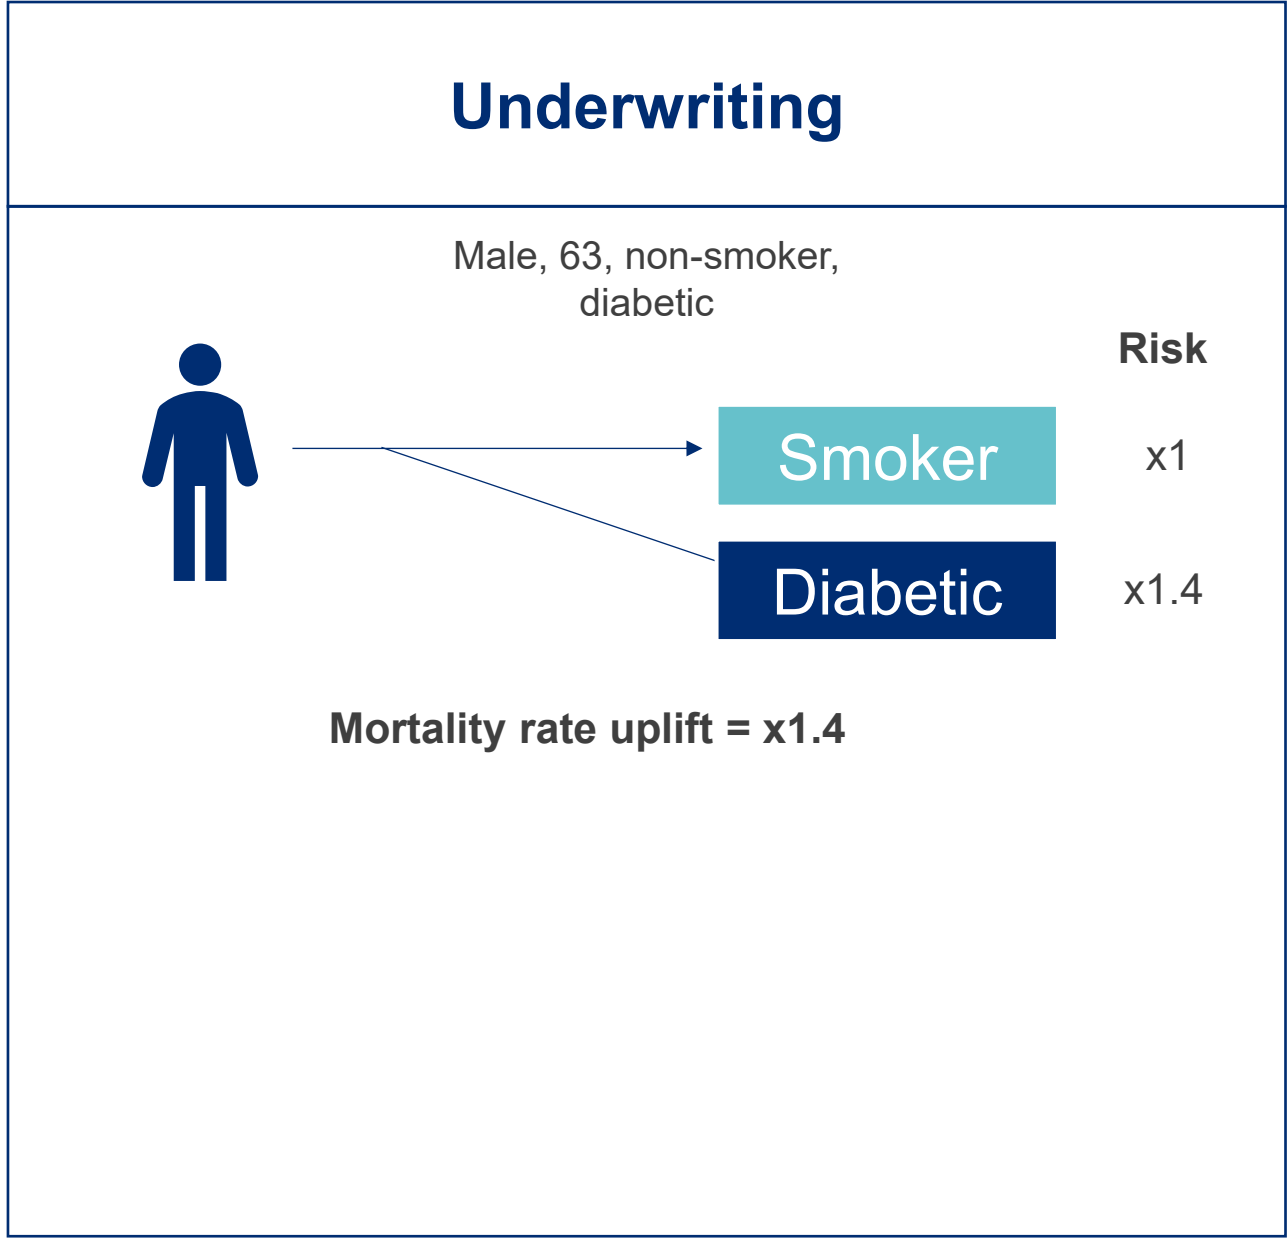 Underwriting
Male, 63, non-smoker,
diabetic
Risk
Smoker
x1
Diabetic
x1.4
Mortality rate uplift = x1.4